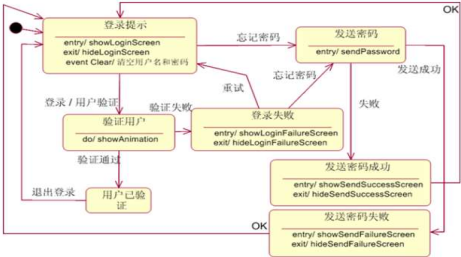 OK
登录提示
entry/ showLoginScreen
exit/ hideLoginScreen
event Clear/ 清空用户名和密码
忘记密码
发送密码
entry/ sendPassword
发送成功
重试
忘记密码
登录 / 用户验证
验证失败
失败
验证用户
do/ showAnimation
登录失败
entry/ showLoginFailureScreen
exit/ hideLoginFailureScreen
验证通过
发送密码成功
entry/ showSendSuccessScreen
exit/ hideSendSuccessScreen
退出登录
用户已验
证
OK
发送密码失败
entry/ showSendFailureScreen
exit/ hideSendFailureScreen